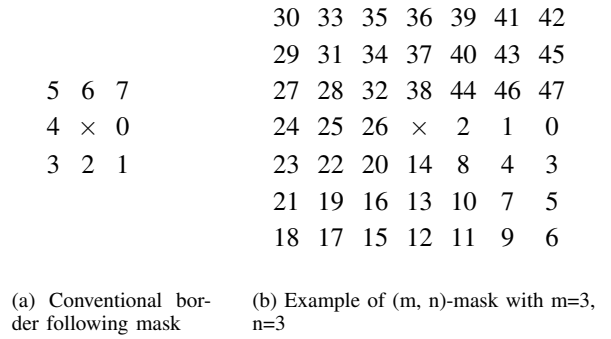 5 6 7
4 × 0
3 2 1
(a) Conventional bor-
der following mask
30 33 35 36 39 41 42
29 31 34 37 40 43 45
27 28 32 38 44 46 47
24 25 26 × 2 1 0
23 22 20 14 8 4 3
21 19 16 13 10 7 5
18 17 15 12 11 9 6
(b) Example of (m, n)-mask with m=3,
n=3